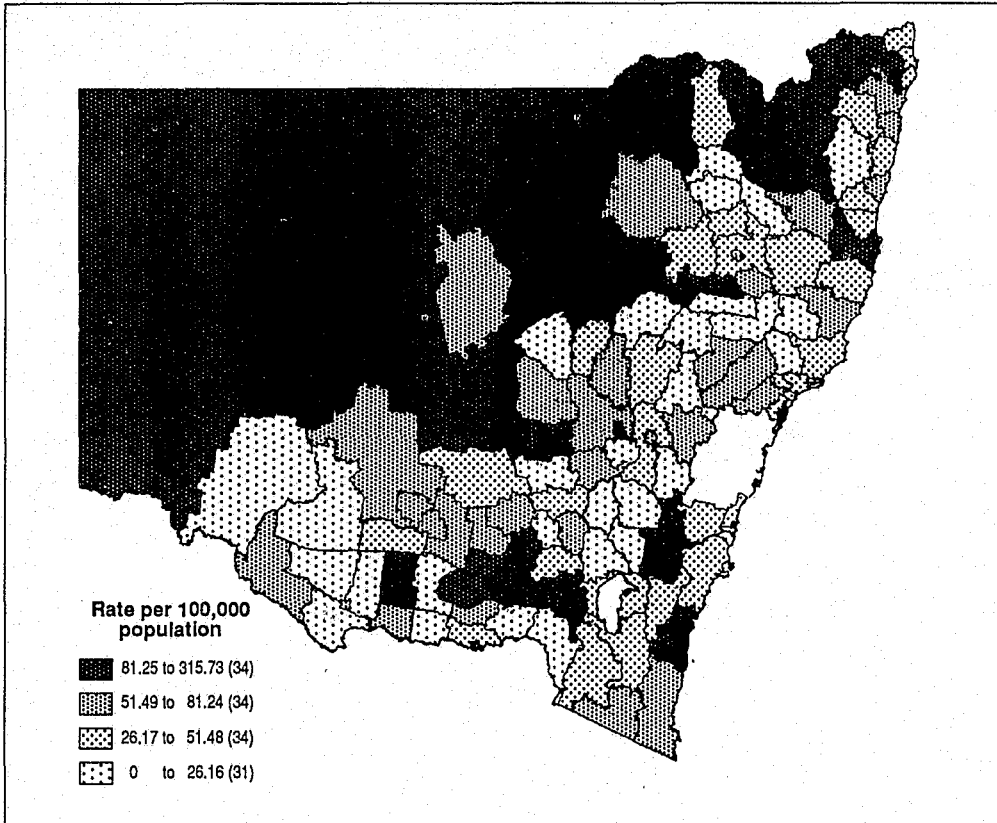 Rate per 100,000
population
81.25 to 315.73 (34)
51.49 to 81.24 (34)
26.17 to 51.48 (34)
0 to 26.16 (31)